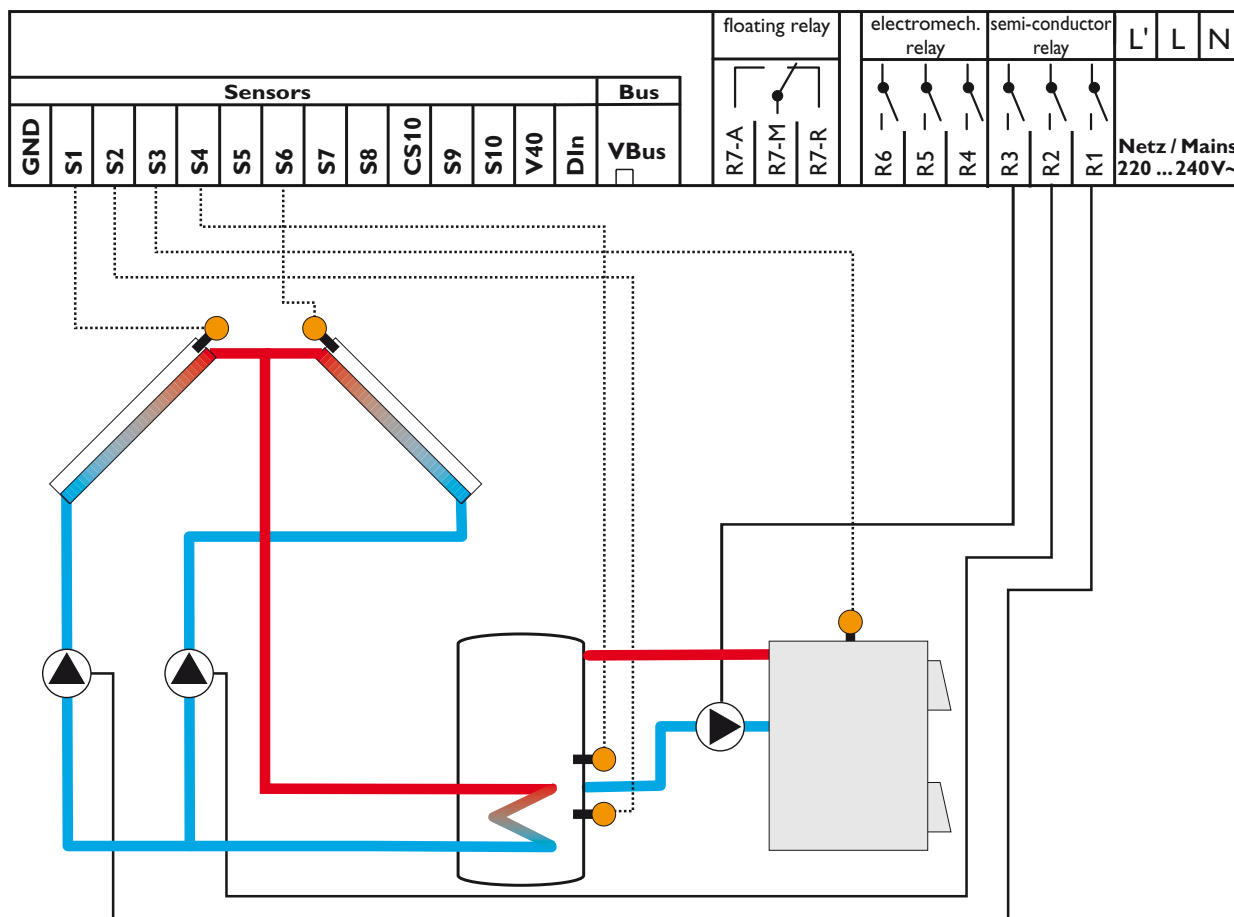 floating relay
electromech.
relay
semi-conductor
relay
L'
L
N
Sensors
Bus
GND
S1
S2
S3
S4
S5
S6
S7
S8
CS10
S9
S10
V40
DIn
VBus
R7-A
R7-M
R7-R
R6
R5
R4
R3
R2
R1
Netz / Mains
220 ... 240 V~